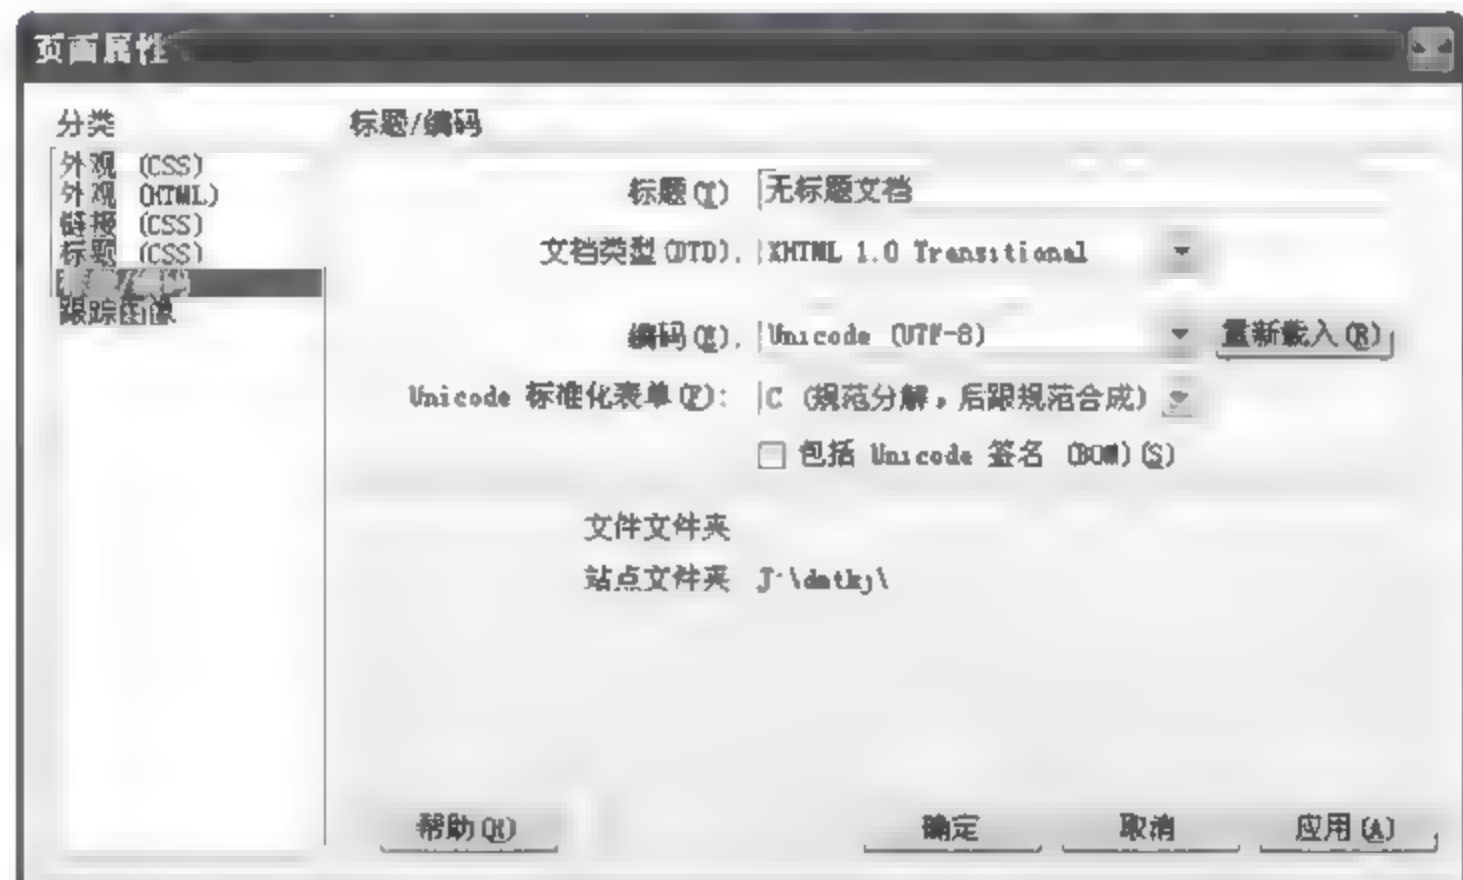 页面属性
分类
外观 (CSS)
外观 (HTML)
链接 (CSS)
标题 (CSS)
标题/编码
跟踪图像
标题/编码
标题(T) 无标题文档
文档类型(DTD). XHTML 1.0 Transitional
编码(E). Unicode (UTF-8) 重新载入(R)
Unicode 标准化表单(F): C (规范分解，后跟规范合成)
包括 Unicode 签名 (BOM)(S)
文件文件夹
站点文件夹 J:\dntkj\
帮助(H) 确定 取消 应用(A)